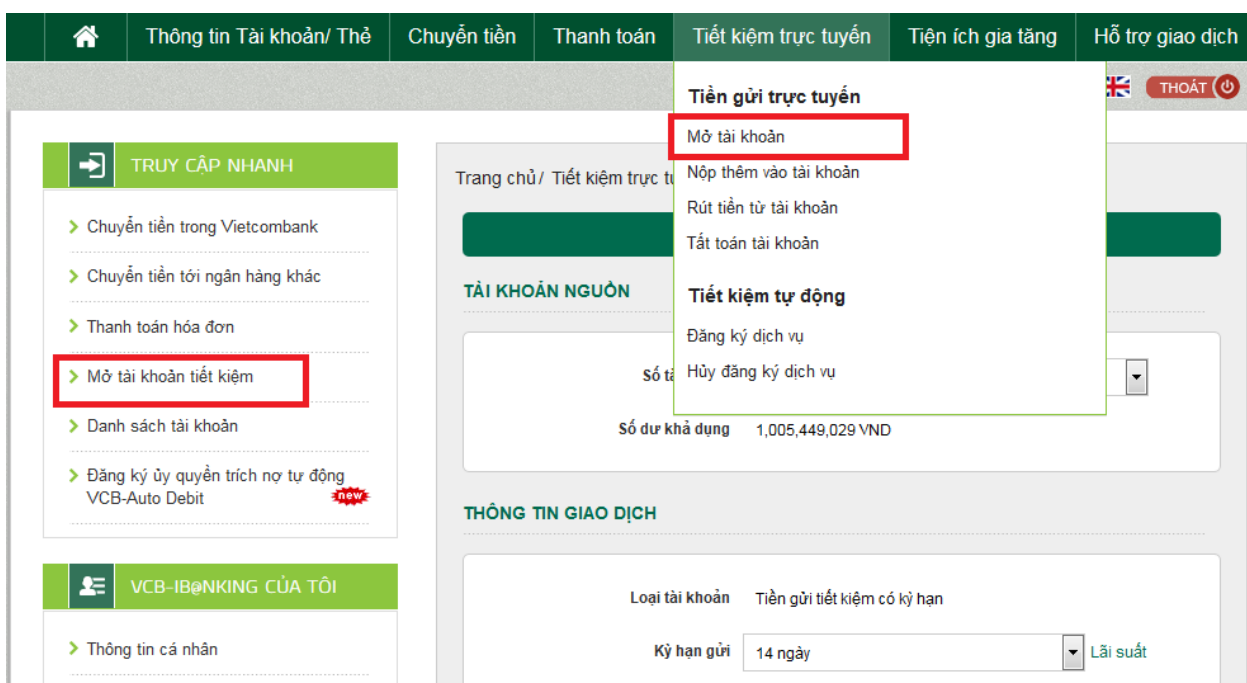 Thông tin Tài khoản/ Thẻ
Chuyển tiền
Thanh toán
Tiết kiệm trực tuyến
Tiện ích gia tăng
Hỗ trợ giao dịch
THOÁT
Tiền gửi trực tuyến
Mở tài khoản
Nộp thêm vào tài khoản
Rút tiền từ tài khoản
Tất toán tài khoản
Tiết kiệm tự động
Đăng ký dịch vụ
Hủy đăng ký dịch vụ
TRUY CẬP NHANH
Chuyển tiền trong Vietcombank
Chuyển tiền tới ngân hàng khác
Thanh toán hóa đơn
Mở tài khoản tiết kiệm
Danh sách tài khoản
Đăng ký ủy quyền trích nợ tự động
VCB-Auto Debit new
VCB-IB@NKING CỦA TÔI
Thông tin cá nhân
Trang chủ / Tiết kiệm trực
TÀI KHOẢN NGUỒN
Số
Số dư khả dụng 1,005,449,029 VND
THÔNG TIN GIAO DỊCH
Loại tài khoản Tiền gửi tiết kiệm có kỳ hạn
Kỳ hạn gửi 14 ngày Lãi suất